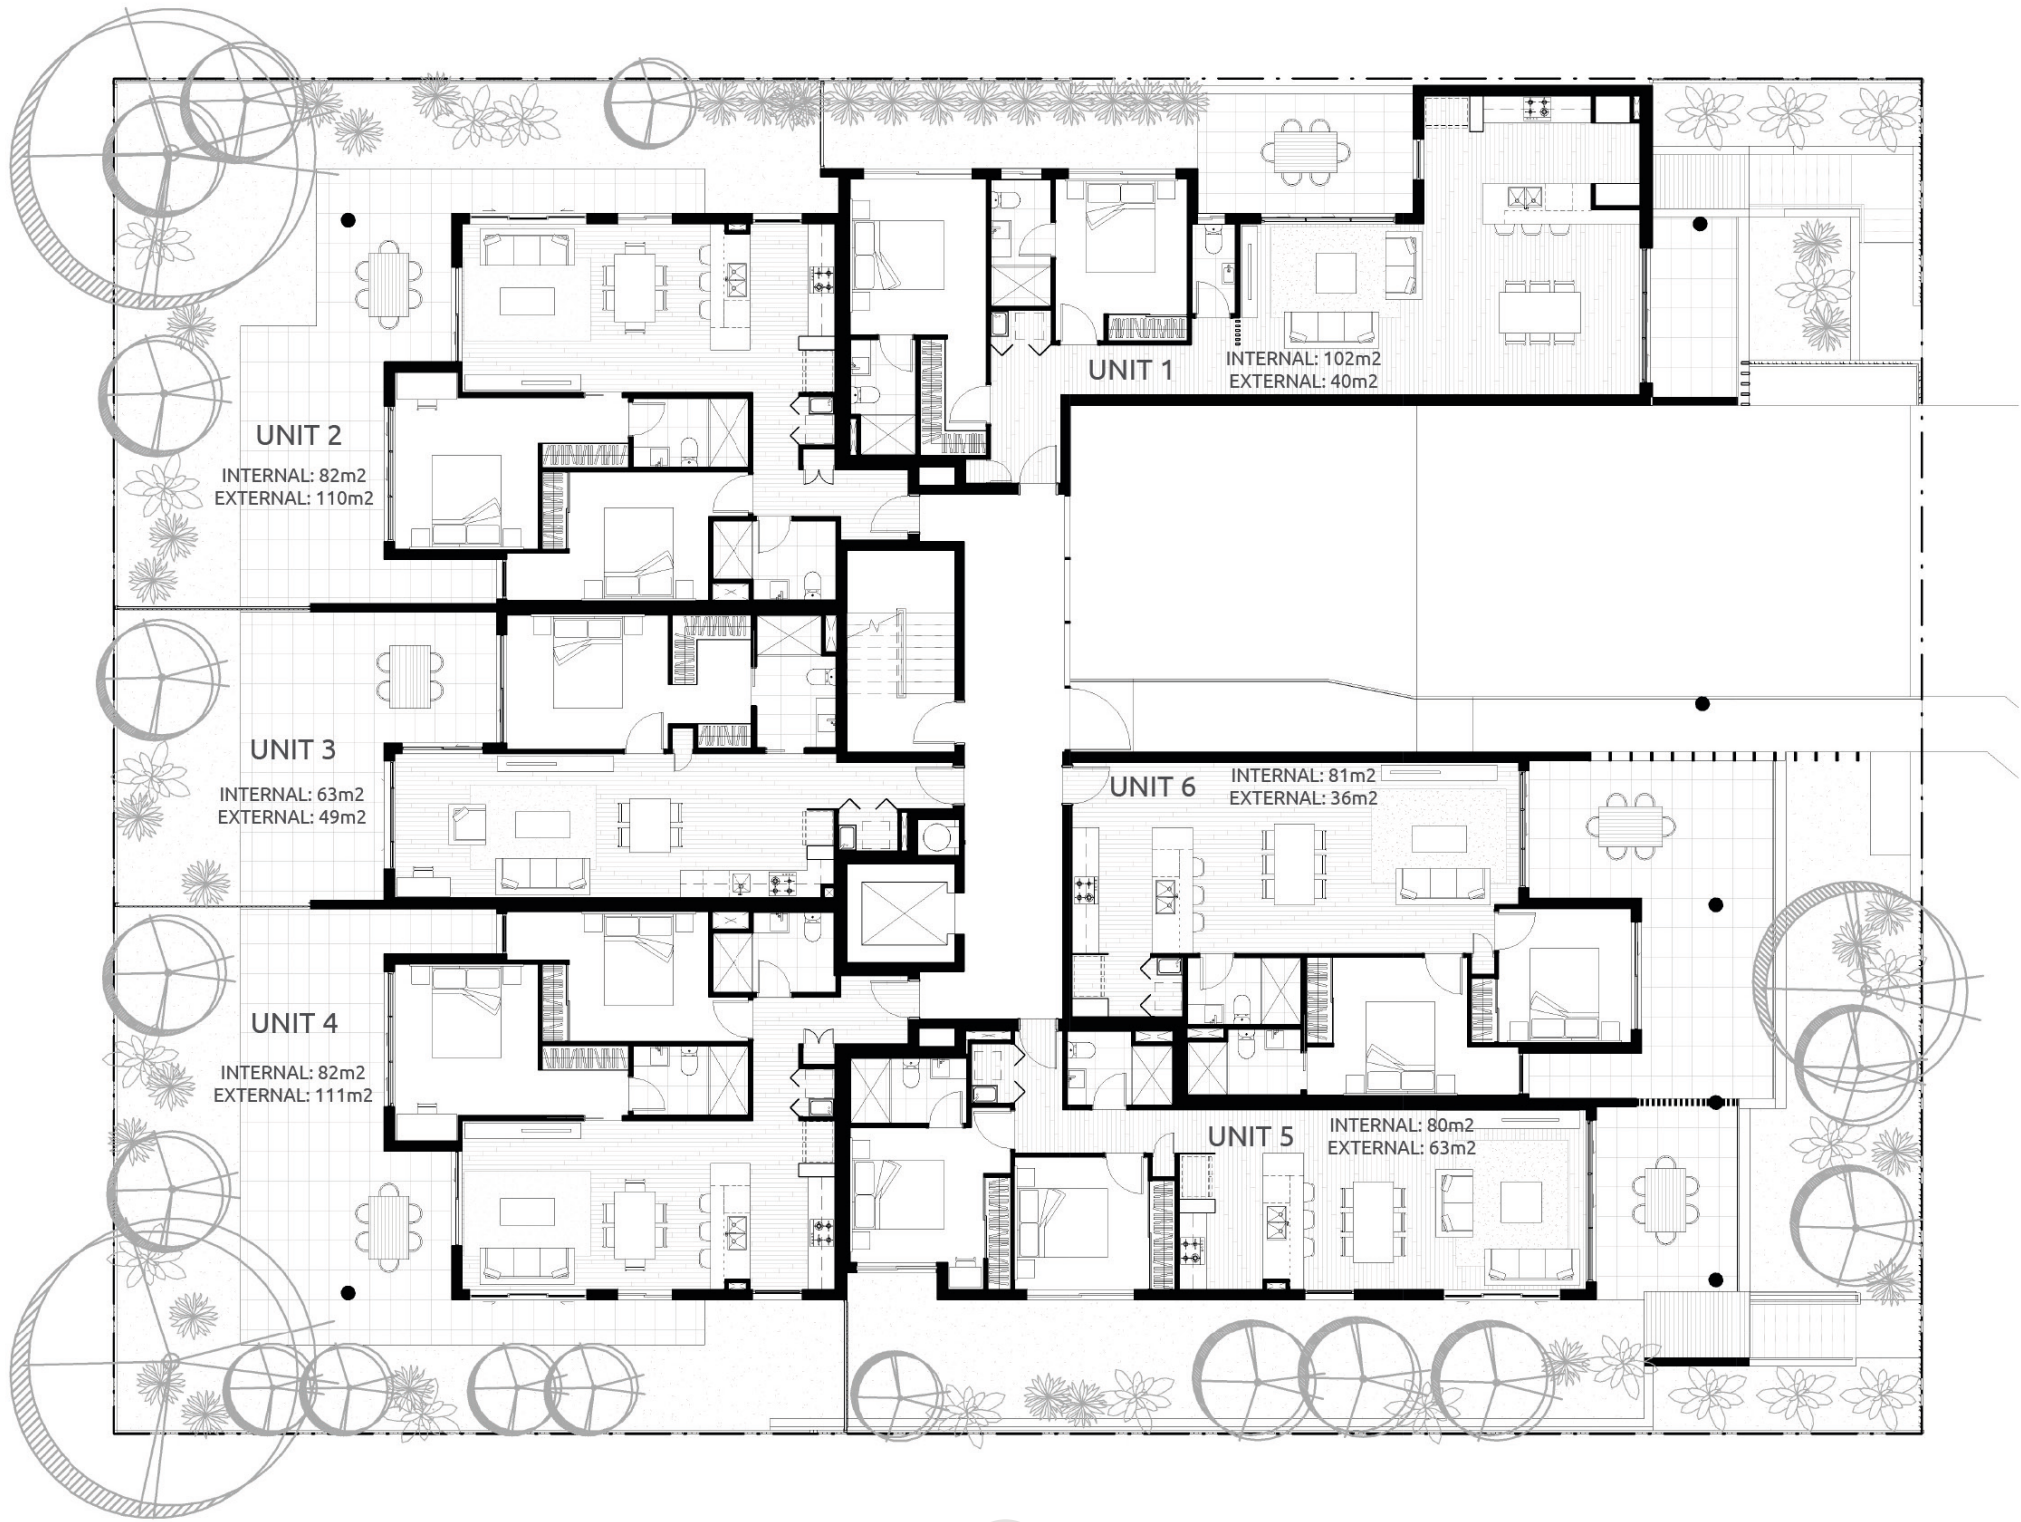 UNIT 1
INTERNAL: 102m2
EXTERNAL: 40m2
UNIT 2
INTERNAL: 82m2
EXTERNAL: 110m2
UNIT 3
INTERNAL: 63m2
EXTERNAL: 49m2
UNIT 6
INTERNAL: 81m2
EXTERNAL: 36m2
UNIT 4
INTERNAL: 82m2
EXTERNAL: 111m2
UNIT 5
INTERNAL: 80m2
EXTERNAL: 63m2